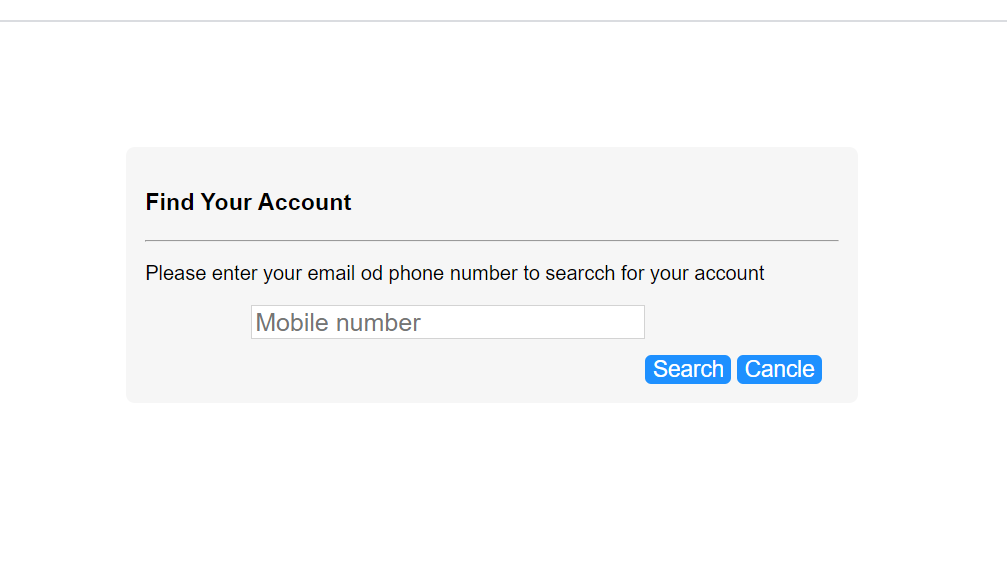 Find Your Account
Please enter your email od phone number to searcch for your account
Mobile number
Search Cancle